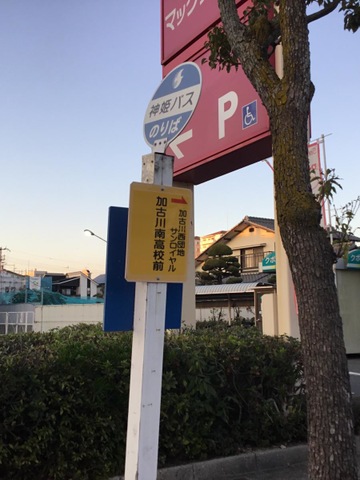 マックス
神姫バス
のりば
P
加古川西団地
サンロイヤル
加古川南高校前